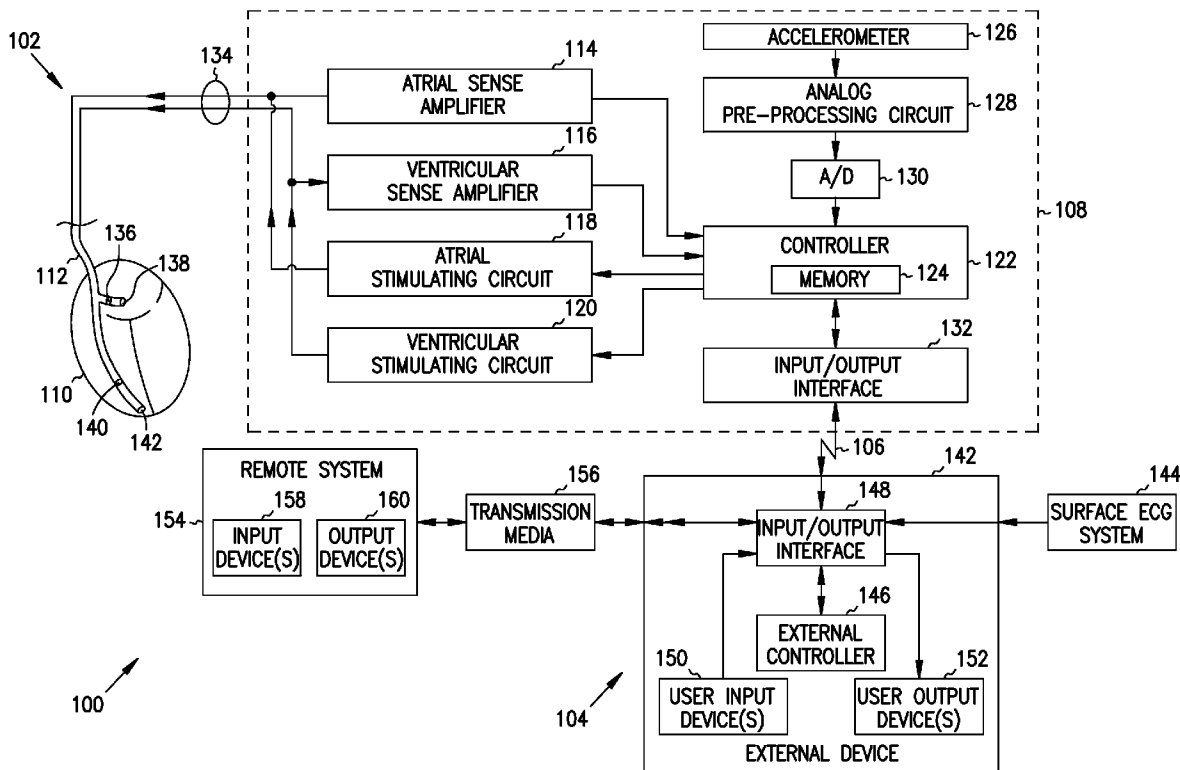 102
134
114
ATRIAL SENSE
AMPLIFIER
116
VENTRICULAR
SENSE AMPLIFIER
118
ATRIAL
STIMULATING CIRCUIT
120
VENTRICULAR
STIMULATING CIRCUIT
ACCELEROMETER
126
ANALOG
PRE-PROCESSING CIRCUIT
128
A/D
130
108
CONTROLLER
MEMORY
124
122
132
INPUT/OUTPUT
INTERFACE
112
136
138
110
140
142
106
REMOTE SYSTEM
154
158
INPUT
DEVICE(S)
160
OUTPUT
DEVICE(S)
156
TRANSMISSION
MEDIA
142
148
INPUT/OUTPUT
INTERFACE
144
SURFACE ECG
SYSTEM
146
EXTERNAL
CONTROLLER
150
USER INPUT
DEVICE(S)
152
USER OUTPUT
DEVICE(S)
EXTERNAL DEVICE
100
104